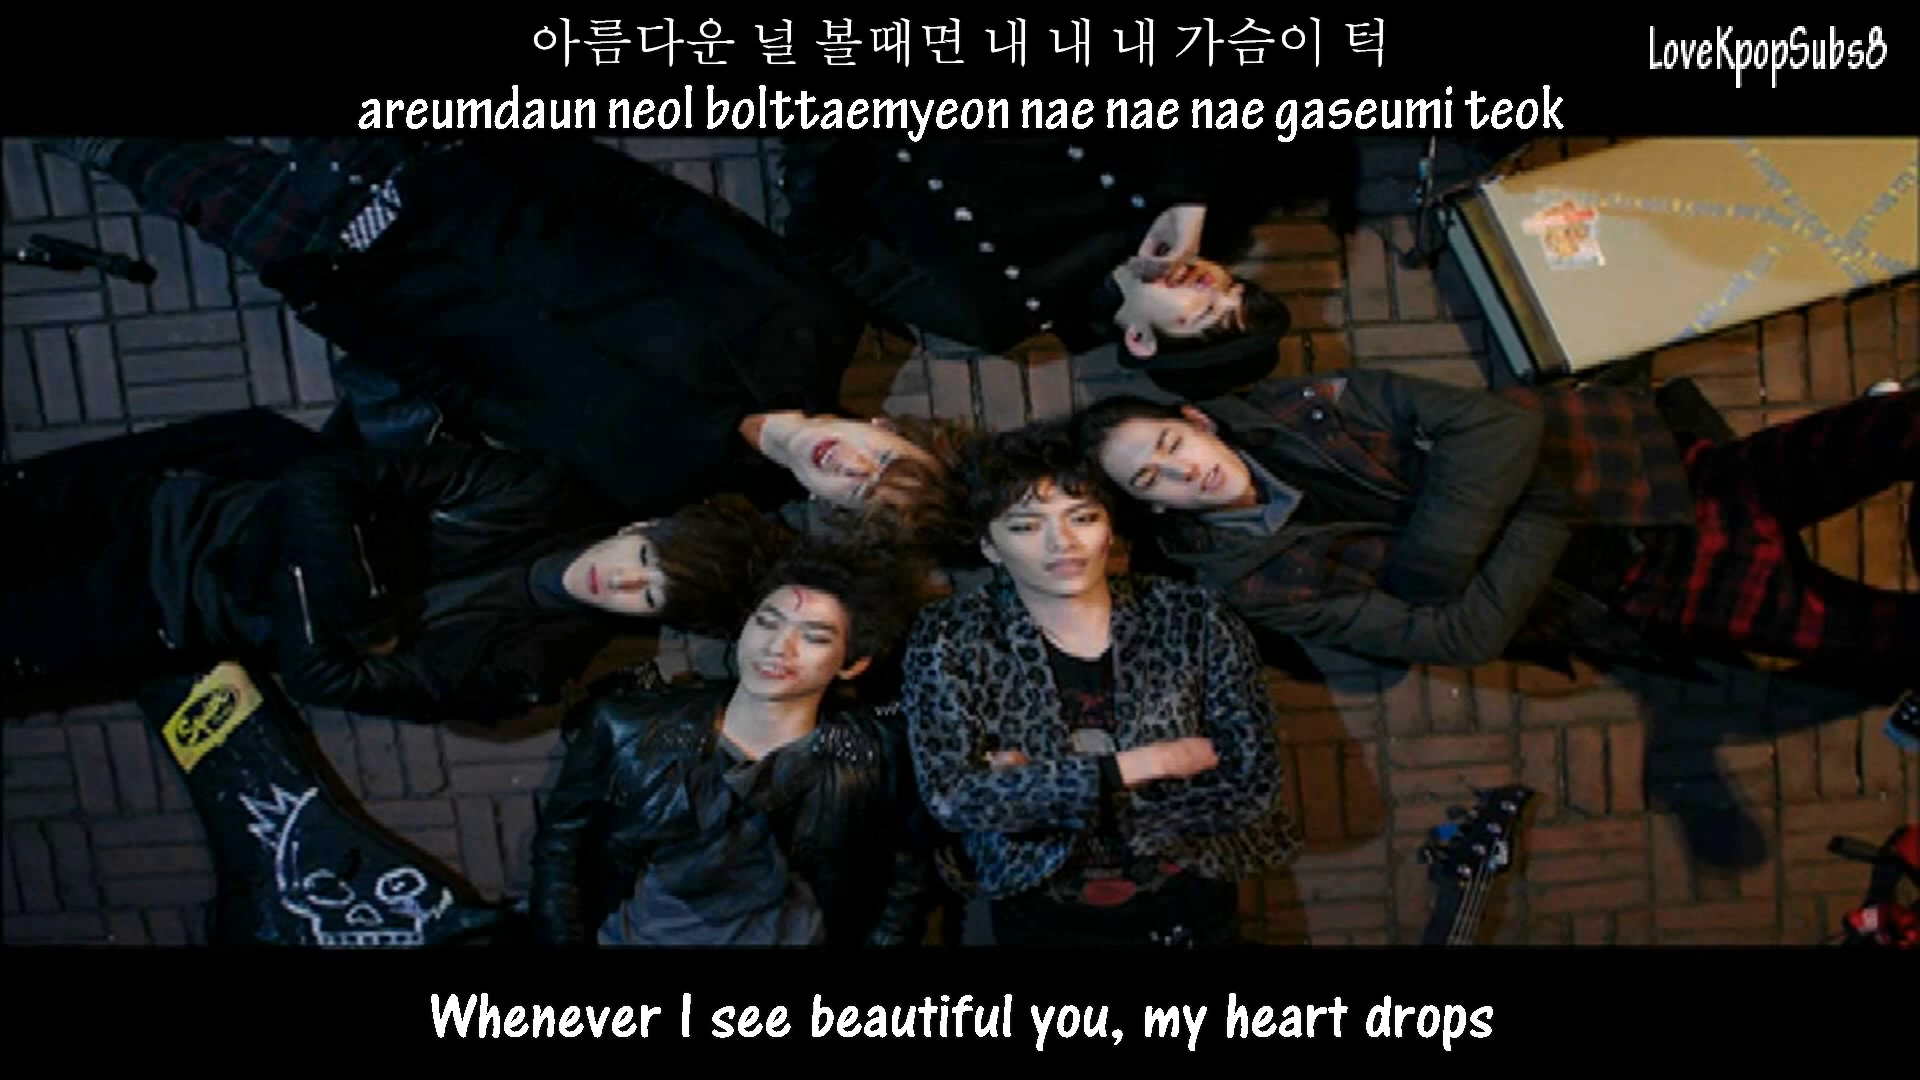 아름다운 널 볼때면 내 내 내 가슴이 턱
LoveKpopSubs8
areumdaun neol bolttaemyeon nae nae nae gaseumi teok
Whenever I see beautiful you, my heart drops